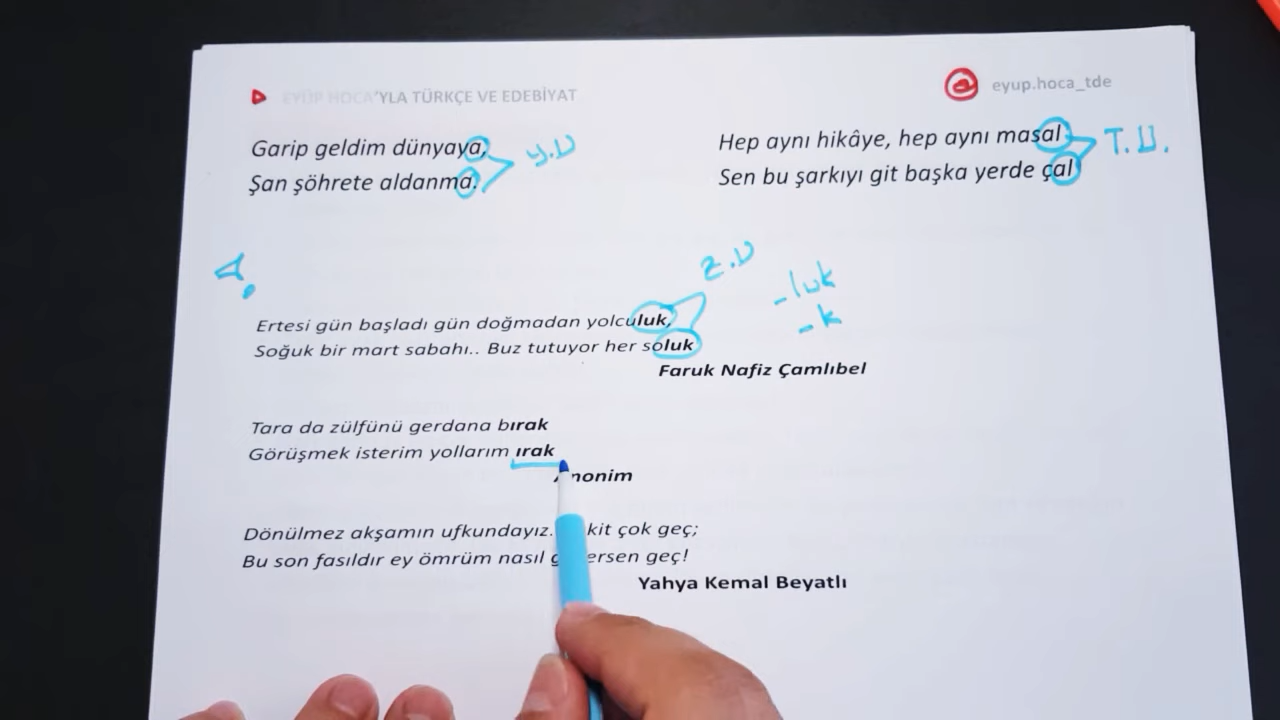 EYÜP HOCA'YLA TÜRKÇE VE EDEBİYAT
eyup.hoca_tde
Garip geldim dünyaya,
Şan şöhrete aldanma.
Y.U
Hep aynı hikâye, hep aynı masal
Sen bu şarkıyı git başka yerde çal
T.U.
Z.U
-luk
-k
Ertesi gün başladı gün doğmadan yolculuk,
Soğuk bir mart sabahı.. Buz tutuyor her soluk
Faruk Nafiz Çamlıbel
Tara da zülfünü gerdana bırak
Görüşmek isterim yollarım ırak
Dönülmez akşamın ufkundayız. çok geç;
Bu son fasıldır ey ömrüm nasıl geç!
Yahya Kemal Beyatlı